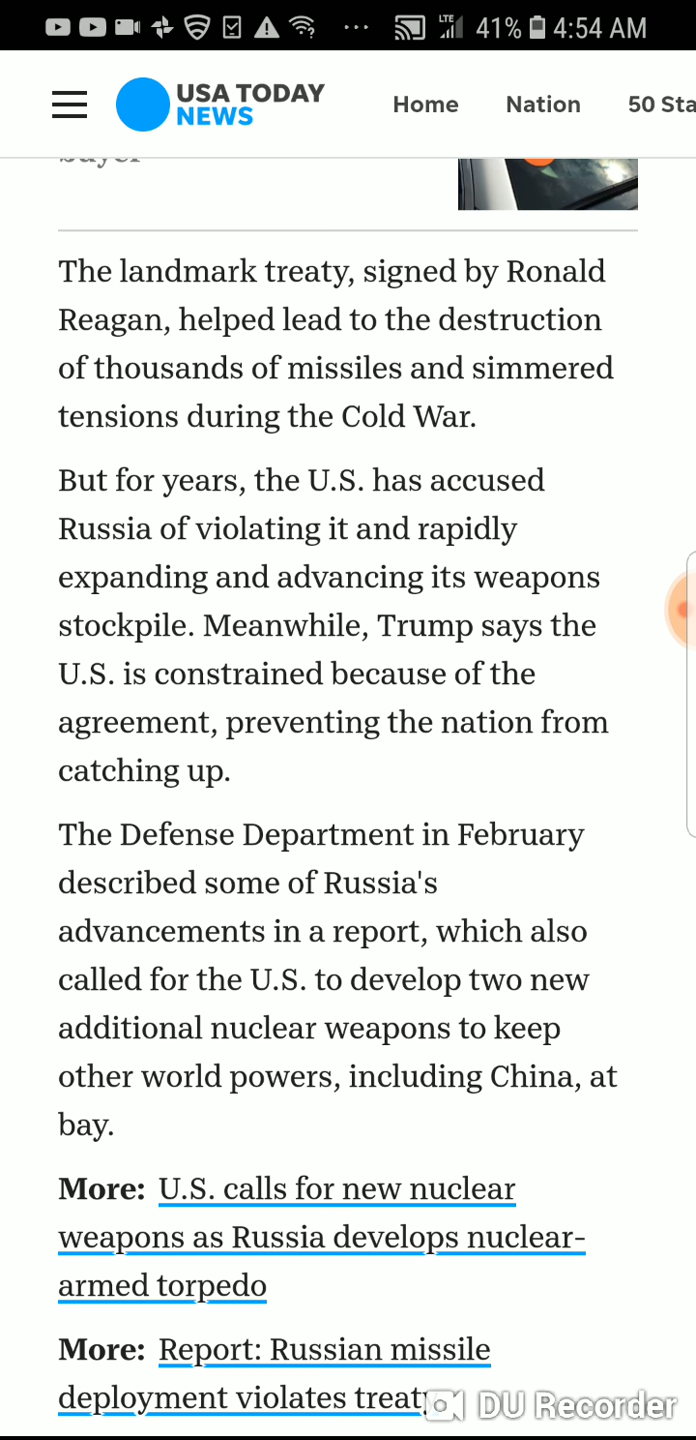 LTE 41% 4:54 AM
USA TODAY
NEWS
Home Nation 50 Sta
buyer
The landmark treaty, signed by Ronald
Reagan, helped lead to the destruction
of thousands of missiles and simmered
tensions during the Cold War.
But for years, the U.S. has accused
Russia of violating it and rapidly
expanding and advancing its weapons
stockpile. Meanwhile, Trump says the
U.S. is constrained because of the
agreement, preventing the nation from
catching up.
The Defense Department in February
described some of Russia's
advancements in a report, which also
called for the U.S. to develop two new
additional nuclear weapons to keep
other world powers, including China, at
bay.
More: U.S. calls for new nuclear
weapons as Russia develops nuclear-
armed torpedo
More: Report: Russian missile
deployment violates treaty
DU Recorder